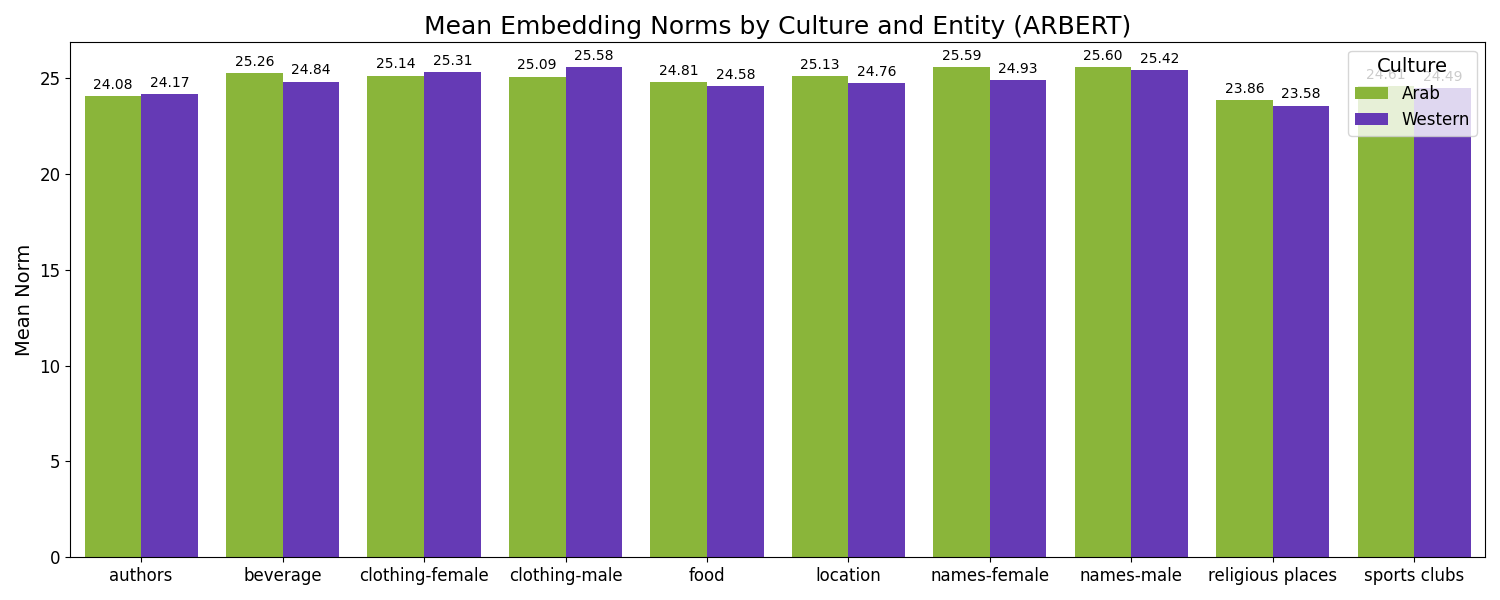 Mean Embedding Norms by Culture and Entity (ARBERT)
Mean Norm
25
20
15
10
5
0
24.08 24.17 25.26 24.84 25.14 25.31 25.09 25.58 24.81 24.58 25.13 24.76 25.59 24.93 25.60 25.42 23.86 23.58 24.61 24.49
Culture
Arab
Western
authors beverage clothing-female clothing-male food location names-female names-male religious places sports clubs